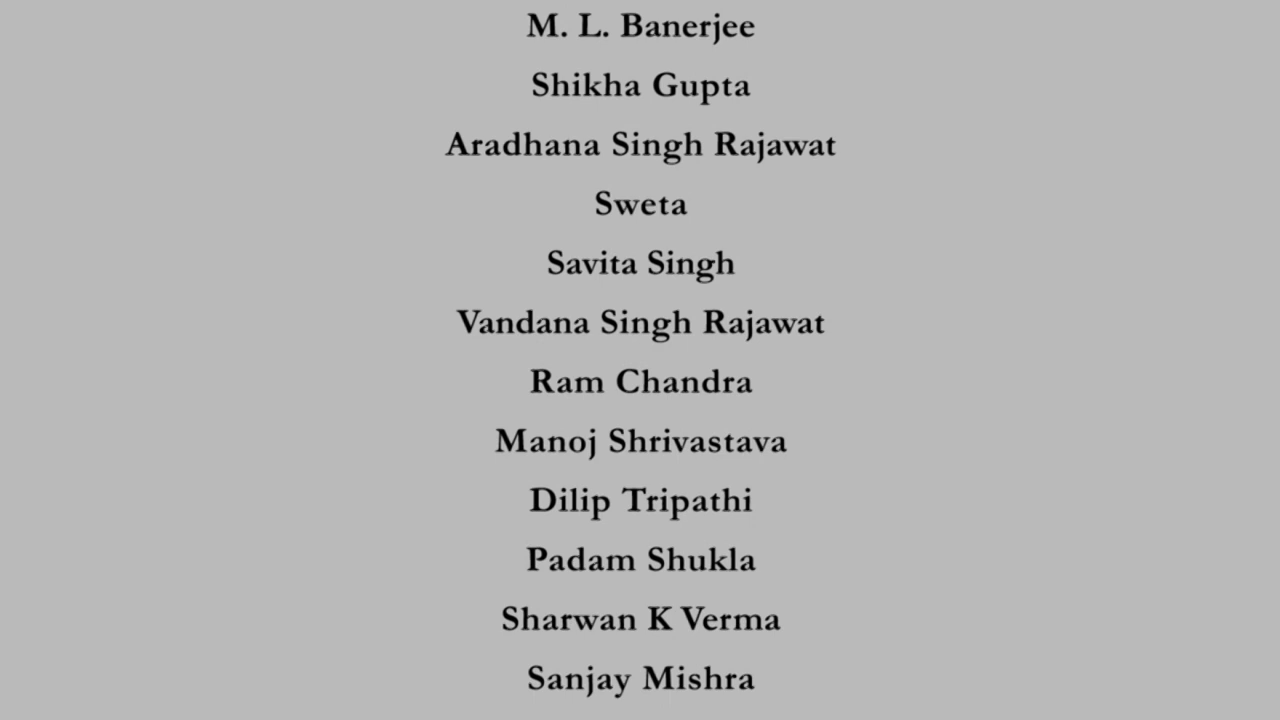 M. L. Banerjee
Shikha Gupta
Aradhana Singh Rajawat
Sweta
Savita Singh
Vandana Singh Rajawat
Ram Chandra
Manoj Shrivastava
Dilip Tripathi
Padam Shukla
Sharwan K Verma
Sanjay Mishra